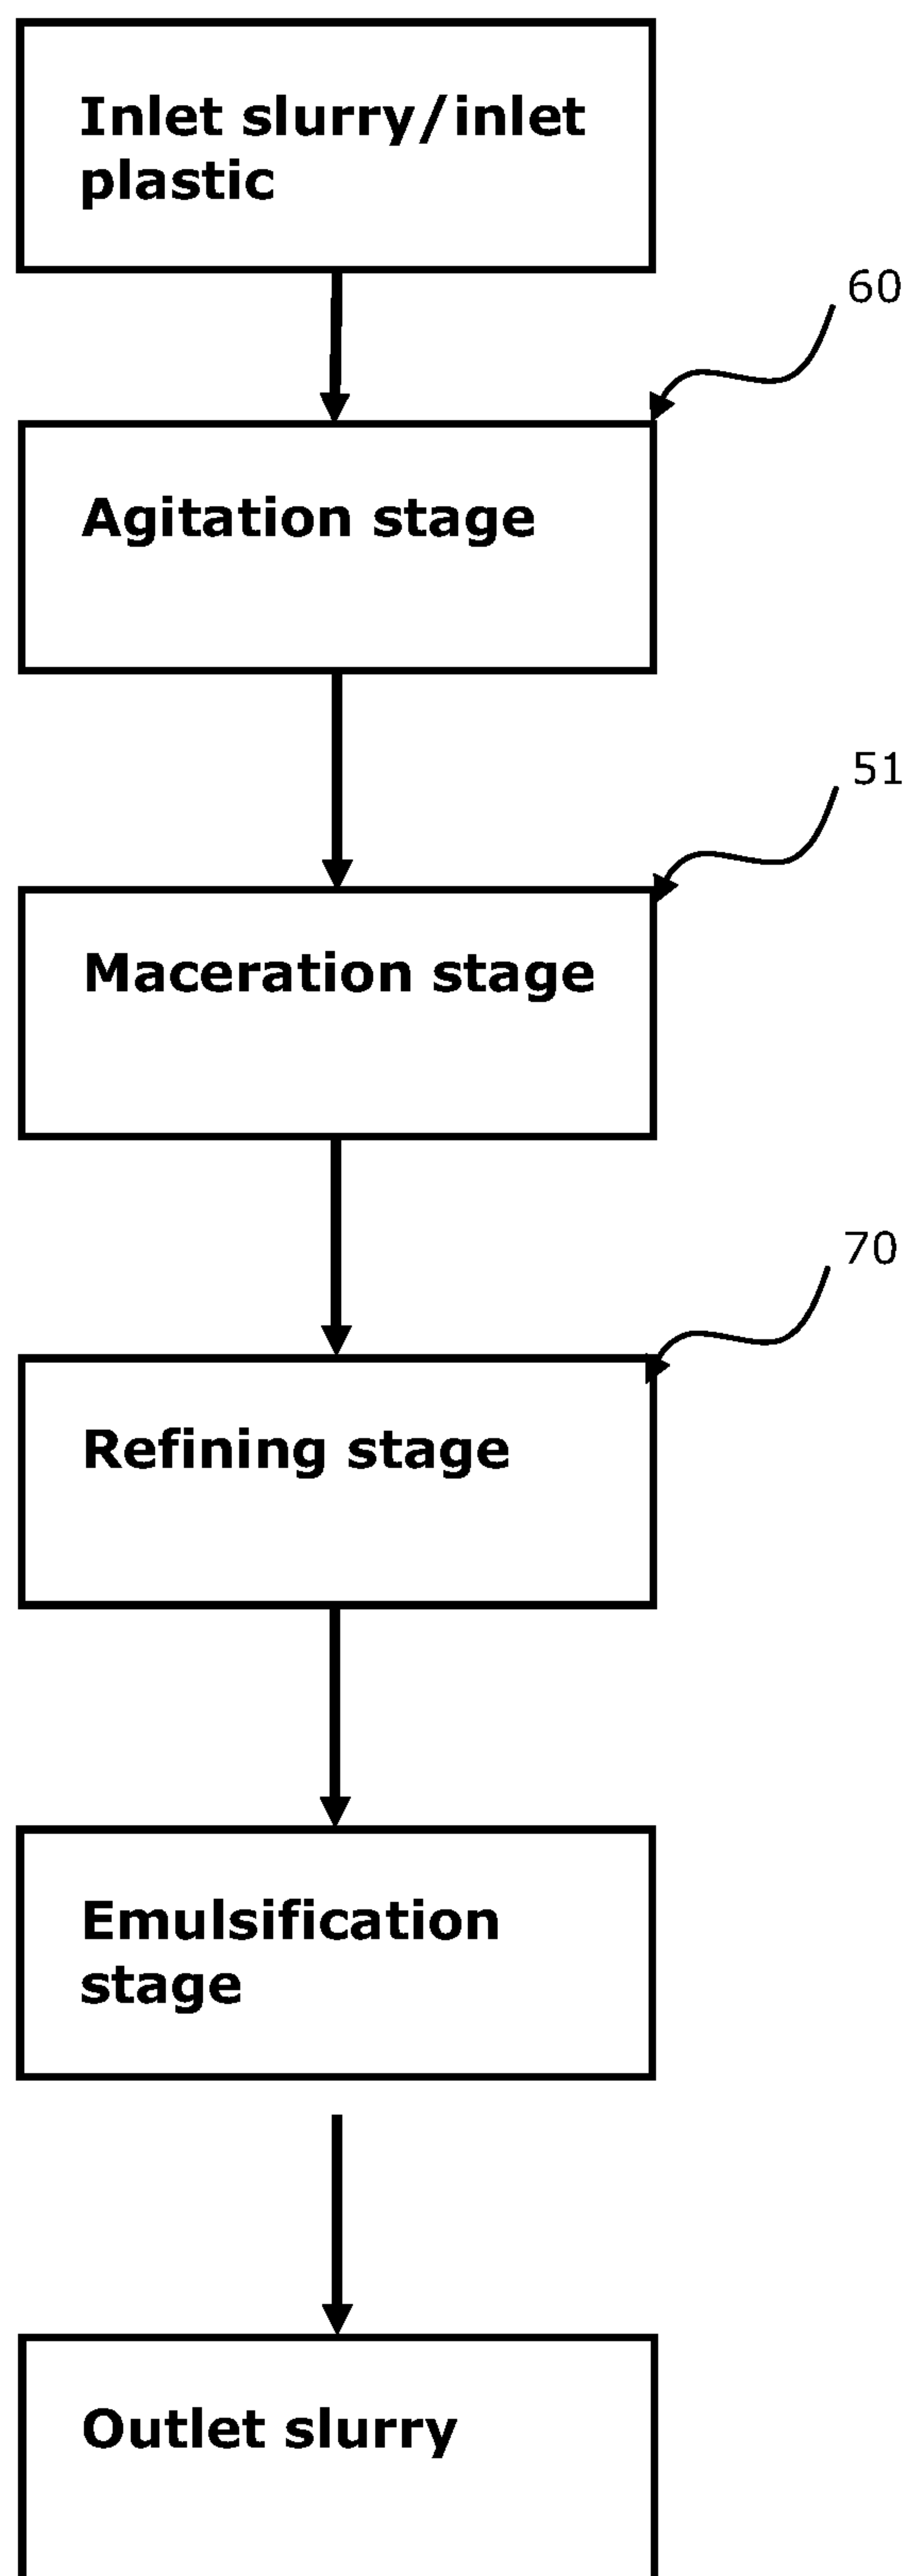 Inlet slurry/inlet
plastic
60
Agitation stage
51
Maceration stage
70
Refining stage
Emulsification
stage
Outlet slurry